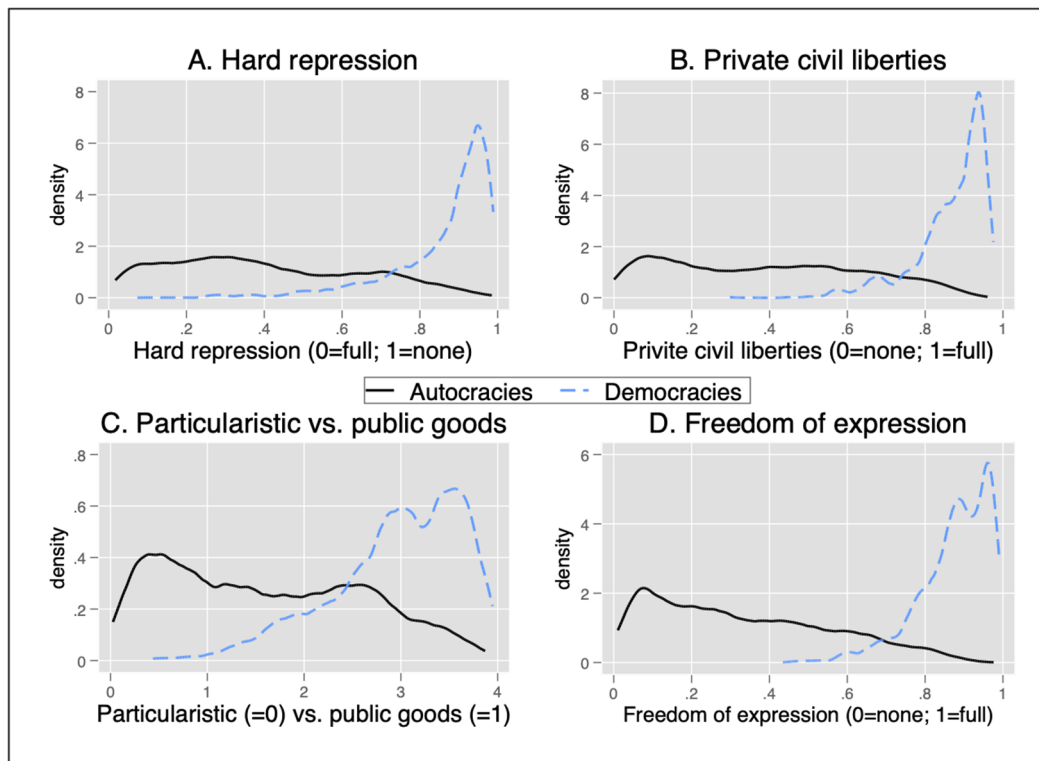 A. Hard repression
8
6
4
2
0
density
0 .2 .4 .6 .8 1
Hard repression (0=full; 1=none)
B. Private civil liberties
8
6
4
2
0
density
0 .2 .4 .6 .8 1
Privite civil liberties (0=none; 1=full)
Autocracies Democracies
C. Particularistic vs. public goods
.8
.6
.4
.2
0
density
0 1 2 3 4
Particularistic (=0) vs. public goods (=1)
D. Freedom of expression
6
4
2
0
density
0 .2 .4 .6 .8 1
Freedom of expression (0=none; 1=full)